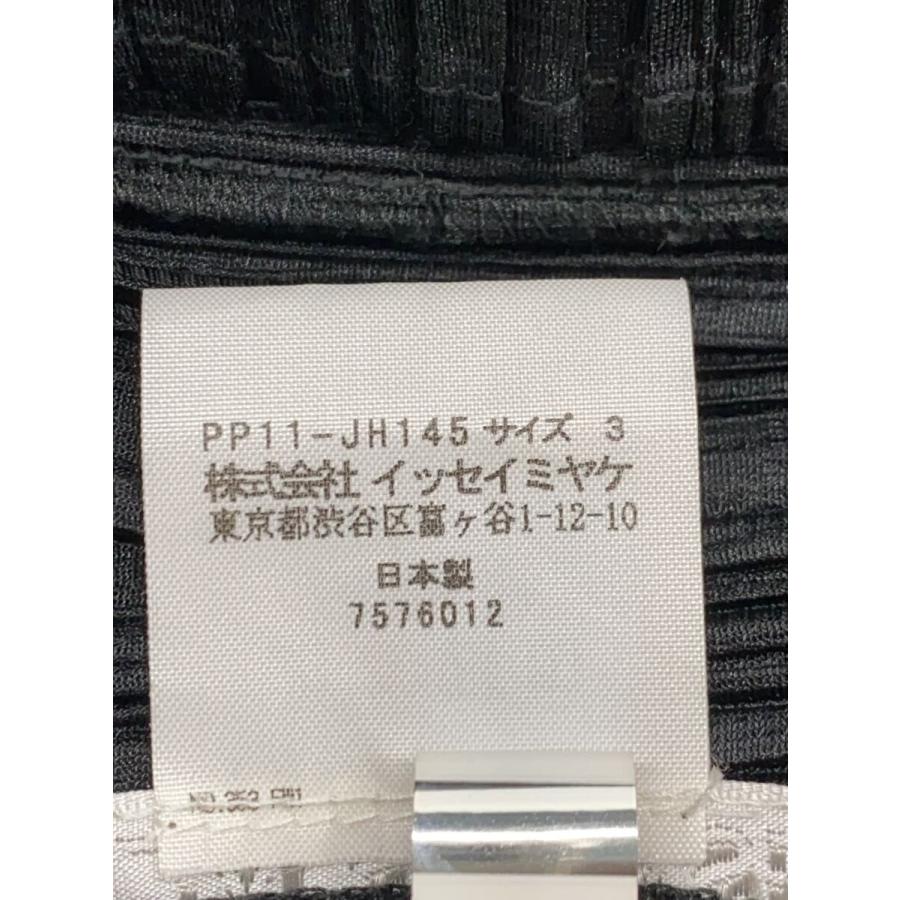 PP11-JH145 サイズ 3
株式会社 イッセイミヤケ
東京都渋谷区富ヶ谷1-12-10
日本製
7576012